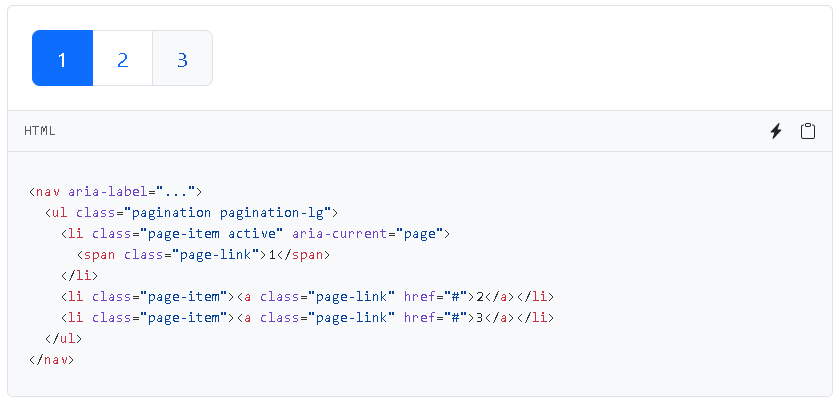 1 2 3
HTML
<nav aria-label="...">
  <ul class="pagination pagination-lg">
    <li class="page-item active" aria-current="page">
      <span class="page-link">1</span>
    </li>
    <li class="page-item"><a class="page-link" href="#">2</a></li>
    <li class="page-item"><a class="page-link" href="#">3</a></li>
  </ul>
</nav>